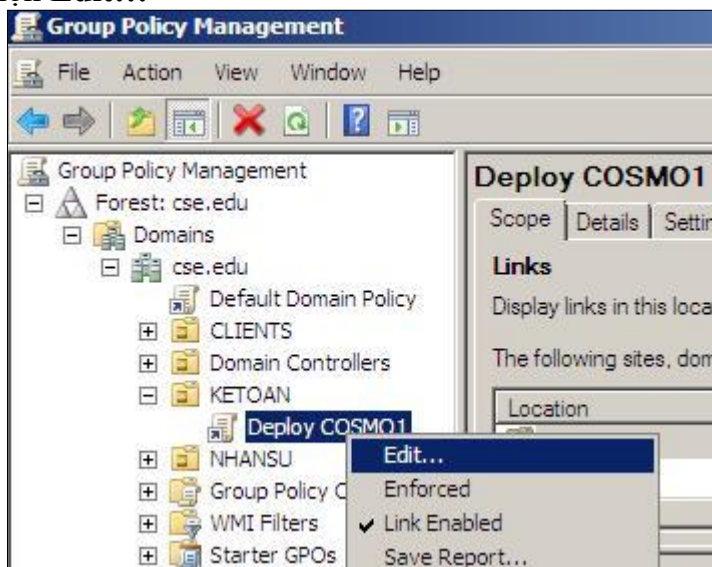 Edit...
Group Policy Management
File Action View Window Help
Group Policy Management
Forest: cse.edu
Domains
cse.edu
Default Domain Policy
CLIENTS
Domain Controllers
KETOAN
Deploy COSMO1
NHANSU
Group Policy
WMI Filters
Starter GPOs
Edit...
Enforced
Link Enabled
Save Report...
Deploy COSMO1
Scope Details
Links
Display links in this
The following sites,
Location